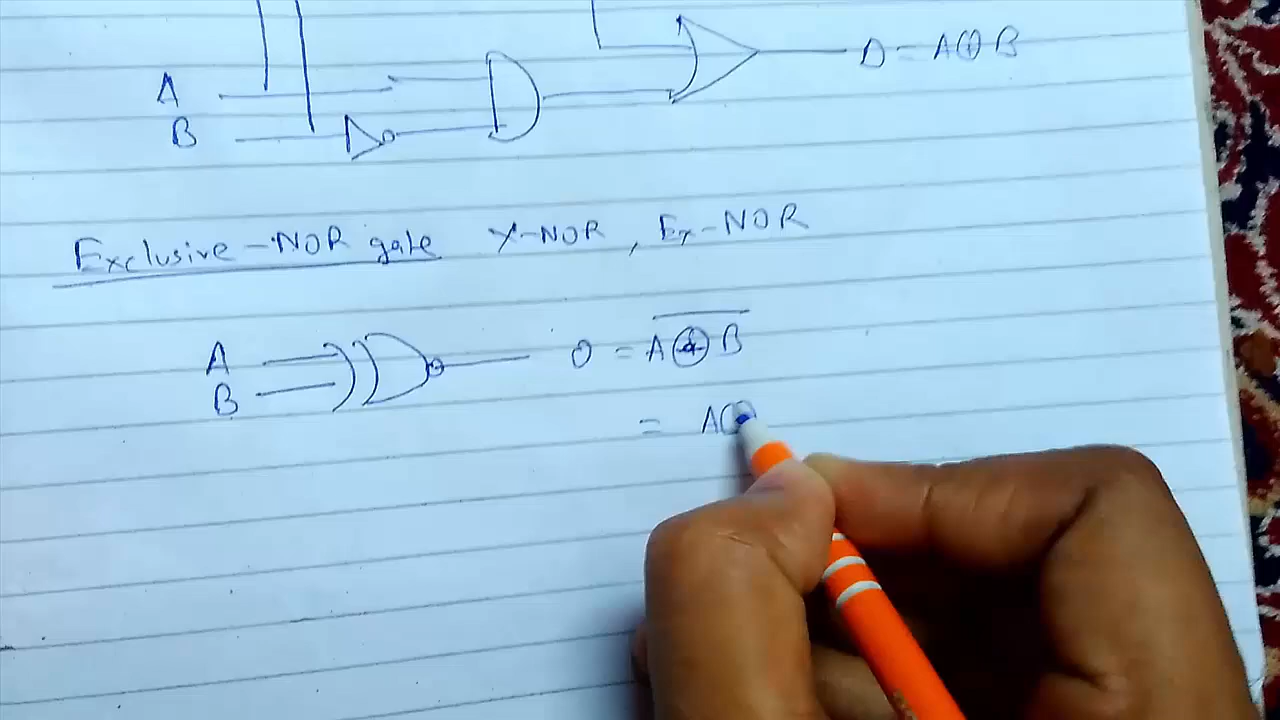 A
B
D = A⊕B
Exclusive-NOR gate X-NOR, Ex-NOR
A
B
O = A̅ ⊕̅ B̅
= A